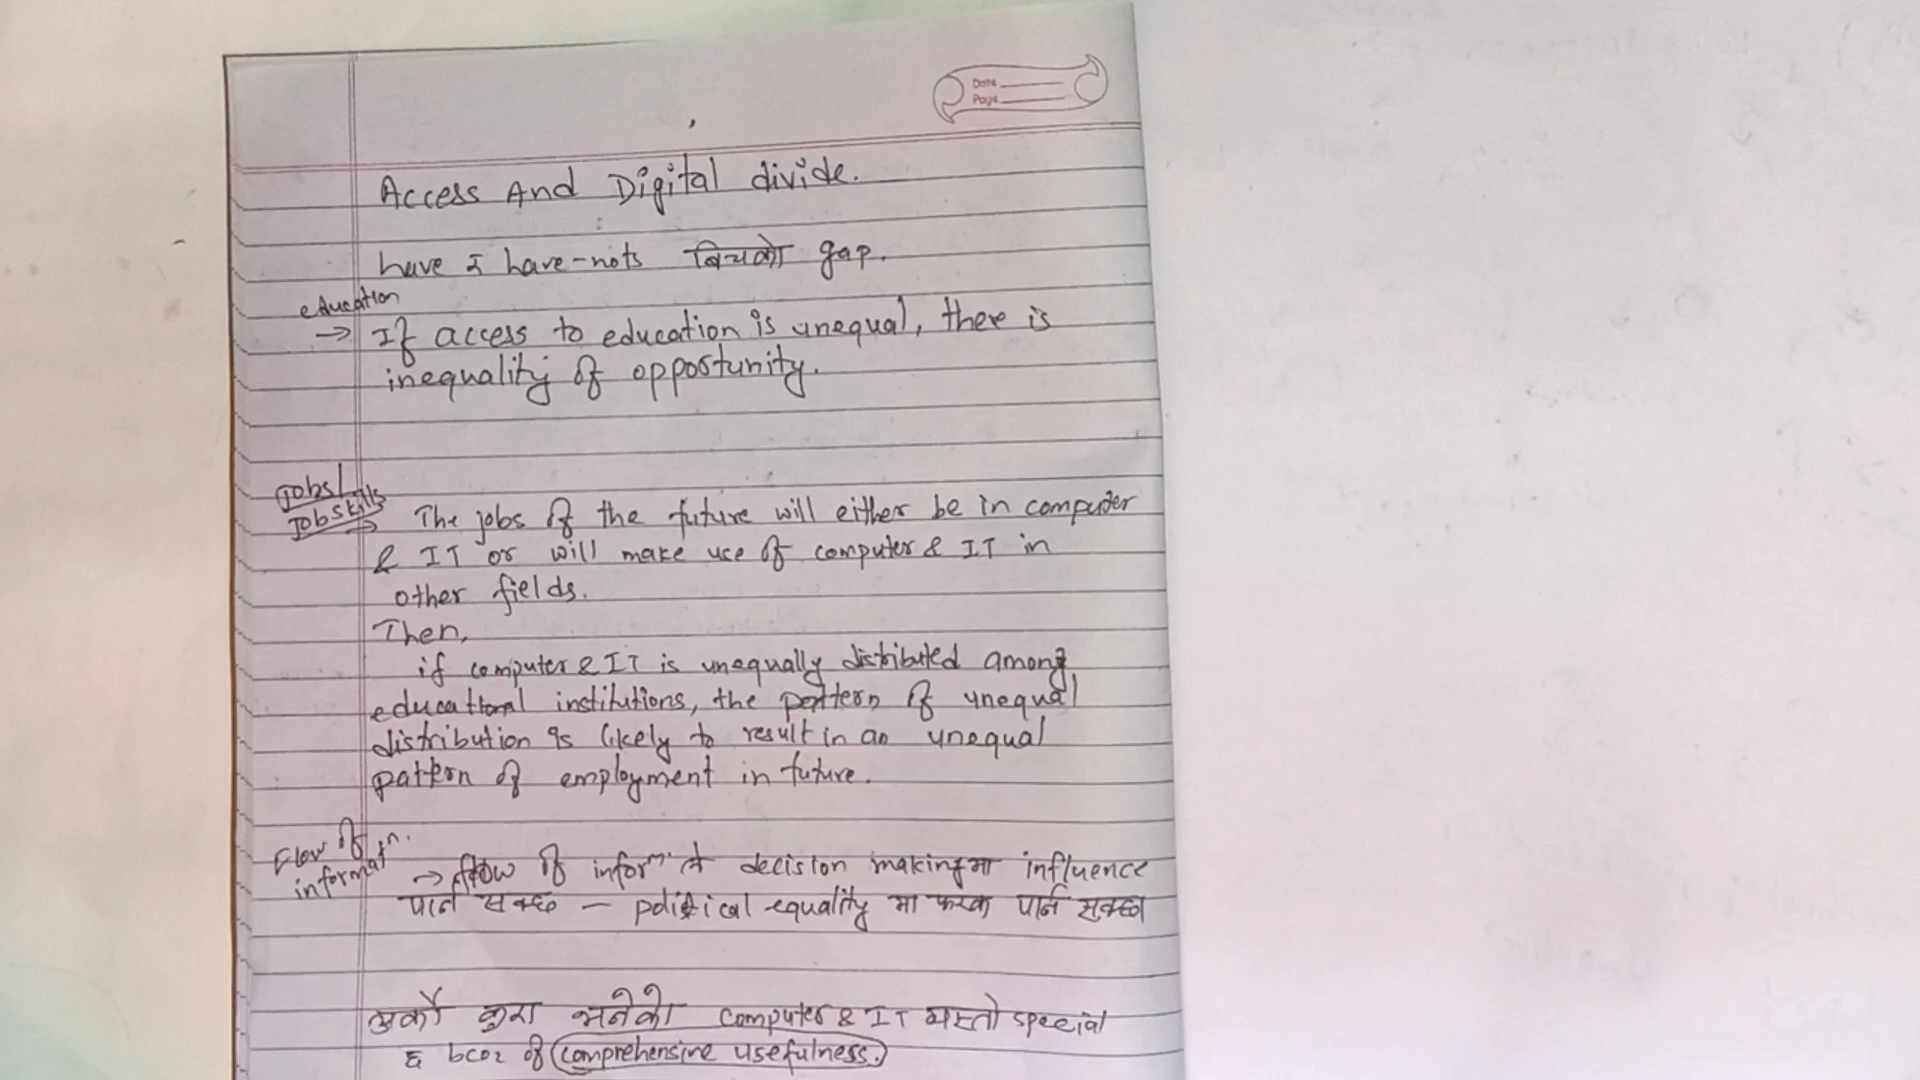 Date
Page
Access And Digital divide.
have र have-nots बिचको gap.
education
→ If access to education is unequal, there is
inequality of opportunity.
Jobs/
Job skills
→ The jobs of the future will either be in computer
& IT or will make use of computer & IT in
other fields.
Then,
if computer & IT is unequally distributed among
educational institutions, the pattern of unequal
distribution is likely to result in an unequal
pattern of employment in future.
Flow of
informatn.
→ flow of inforⁿ. ले decision making मा influence
पार्न सक्छ – political equality मा फरक पार्न सक्छ
अर्को कुरा भनेको computer & IT यस्तो special
छ bcoz of comprehensive usefulness.